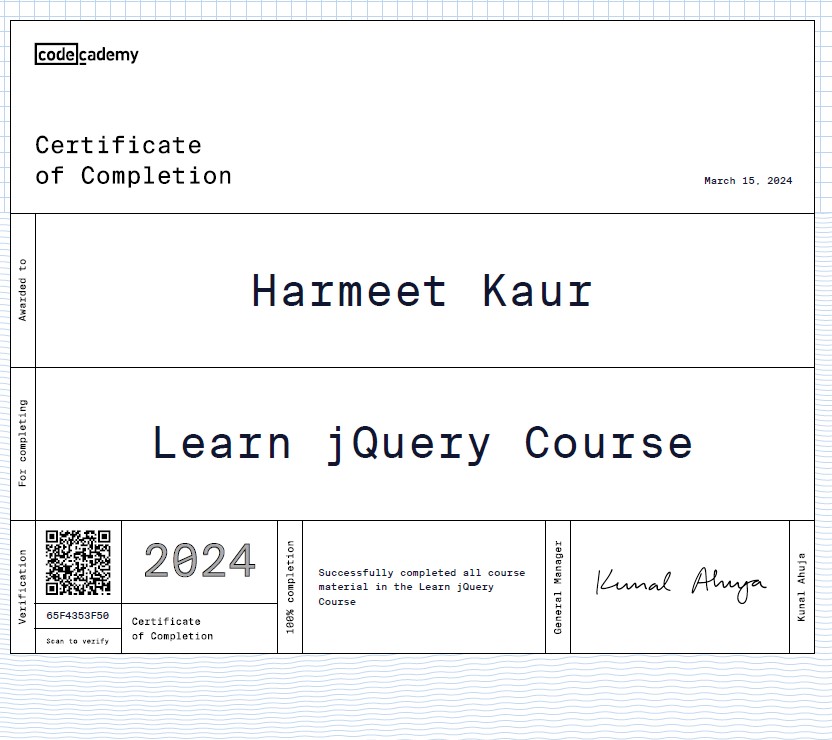 codecademy
Certificate
of Completion
March 15, 2024
Awarded to
Harmeet Kaur
For completing
Learn jQuery Course
Verification
65F4353F50
Scan to verify
2024
Certificate
of Completion
100% completion
Successfully completed all course
material in the Learn jQuery
Course
General Manager
Kunal Ahuja
Kunal Ahuja